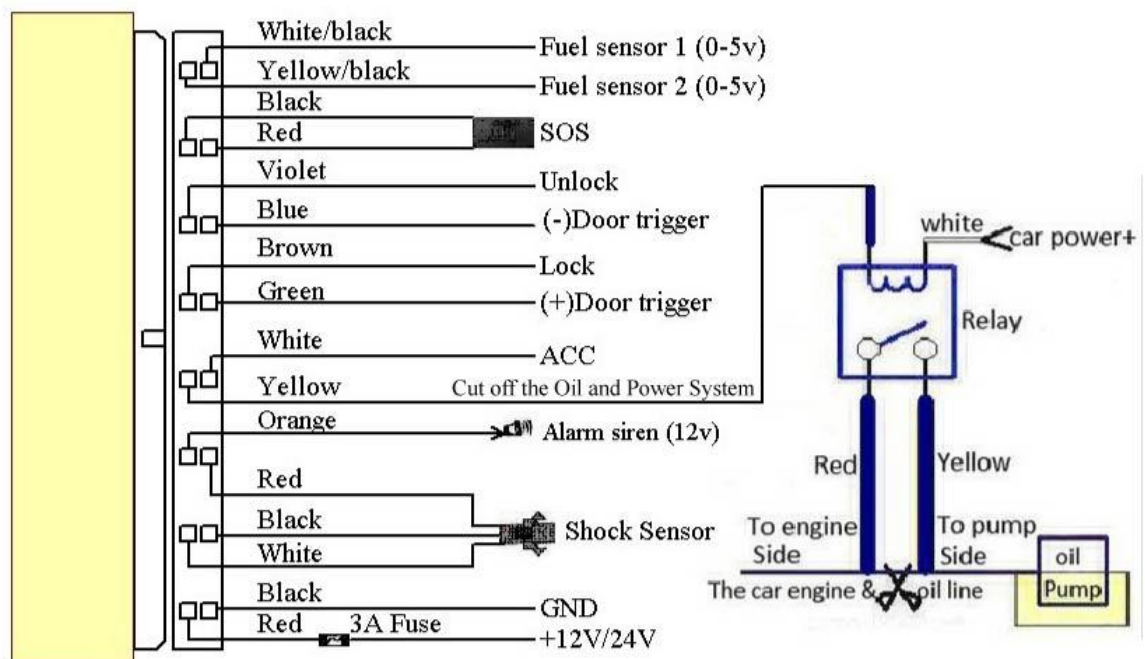 White/black
Fuel sensor 1 (0-5v)
Yellow/black
Fuel sensor 2 (0-5v)
Black
Red
SOS
Violet
Unlock
Blue
(-)Door trigger
Brown
Lock
Green
(+)Door trigger
White
ACC
Yellow
Cut off the Oil and Power System
Orange
Alarm siren (12v)
Red
Black
Shock Sensor
White
Black
GND
Red
3A Fuse
+12V/24V
white
car power+
Relay
Red
Yellow
To engine
Side
To pump
Side
oil
Pump
The car engine &
oil line